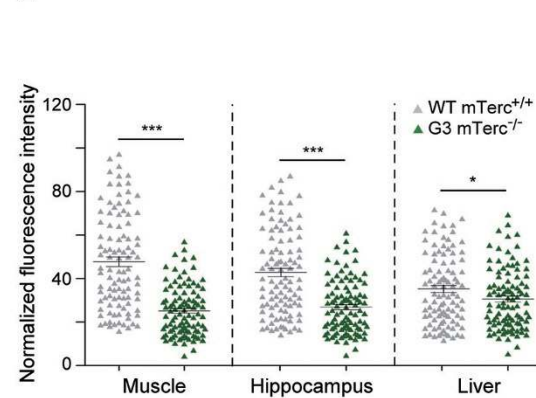 Normalized fluorescence intensity
120
80
40
0
***
***
*
WT mTerc+/+
G3 mTerc-/-
Muscle
Hippocampus
Liver